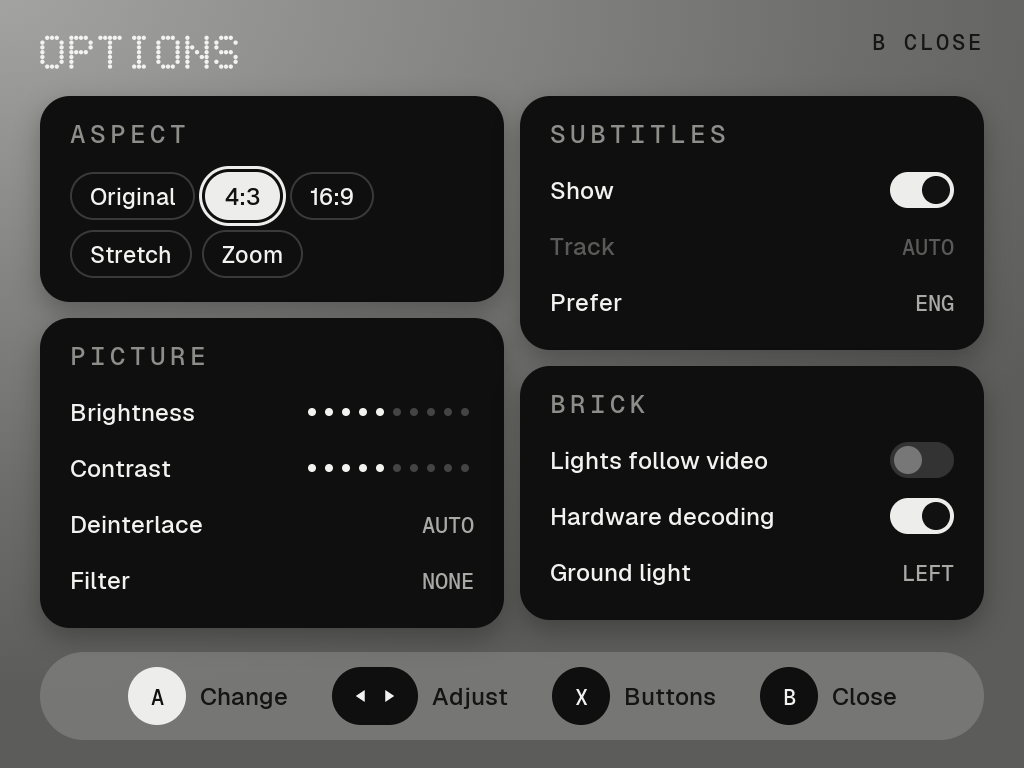 OPTIONS
B CLOSE
ASPECT
Original 4:3 16:9
Stretch Zoom
PICTURE
Brightness
Contrast
Deinterlace AUTO
Filter NONE
SUBTITLES
Show
Track AUTO
Prefer ENG
BRICK
Lights follow video
Hardware decoding
Ground light LEFT
A Change ◀ ▶ Adjust X Buttons B Close